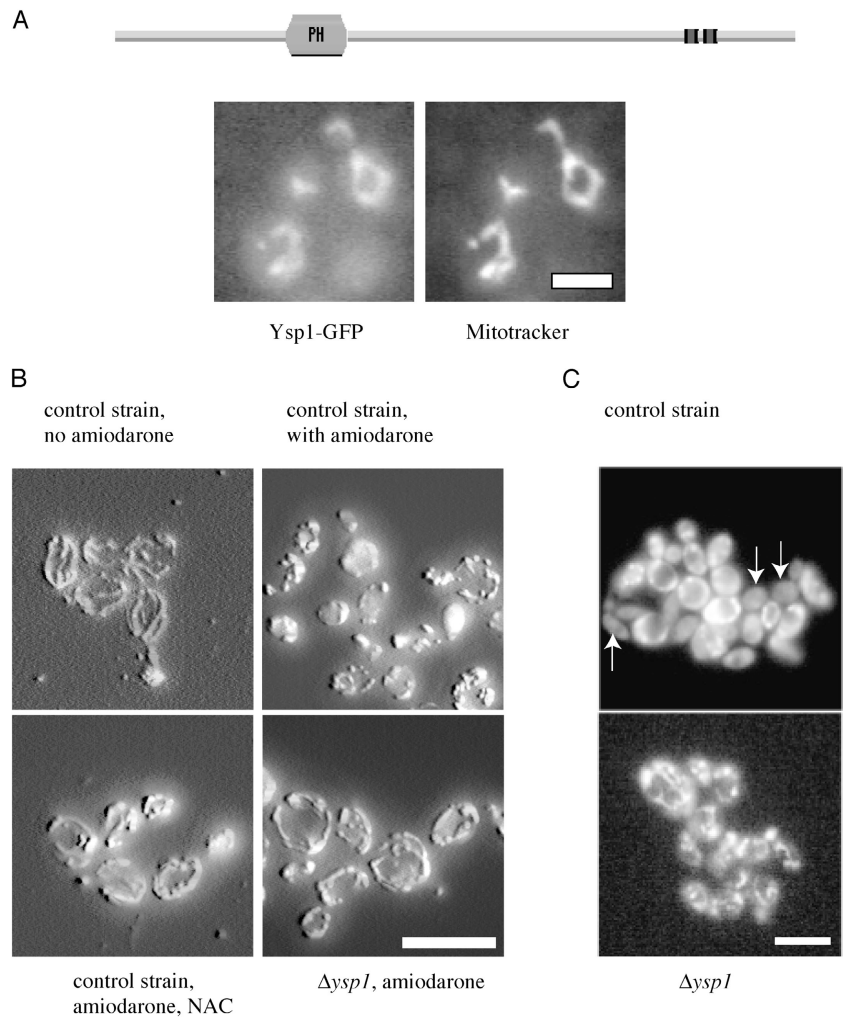 A
PH
Ysp1-GFP
Mitotracker
B
control strain,
no amiodarone
control strain,
with amiodarone
C
control strain
control strain,
amiodarone, NAC
Δysp1, amiodarone
Δysp1